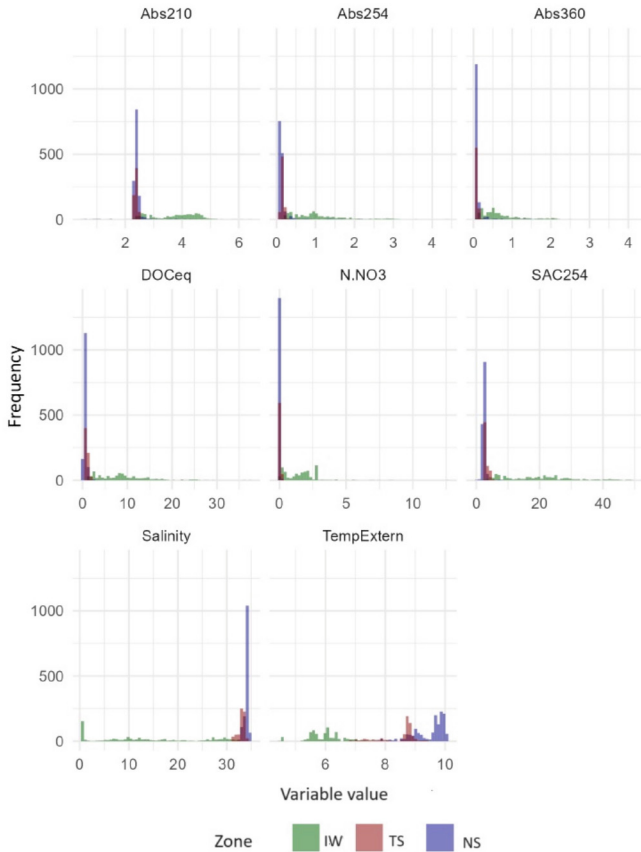 Abs210 Abs254 Abs360
1000
500
0
2 4 6 0 1 2 3 4 0 1 2 3 4
DOCeq N.NO3 SAC254
Frequency
1000
500
0
0 10 20 30 0 5 10 0 20 40
Salinity TempExtern
1000
500
0
0 10 20 30 6 8 10
Variable value
Zone IW TS NS